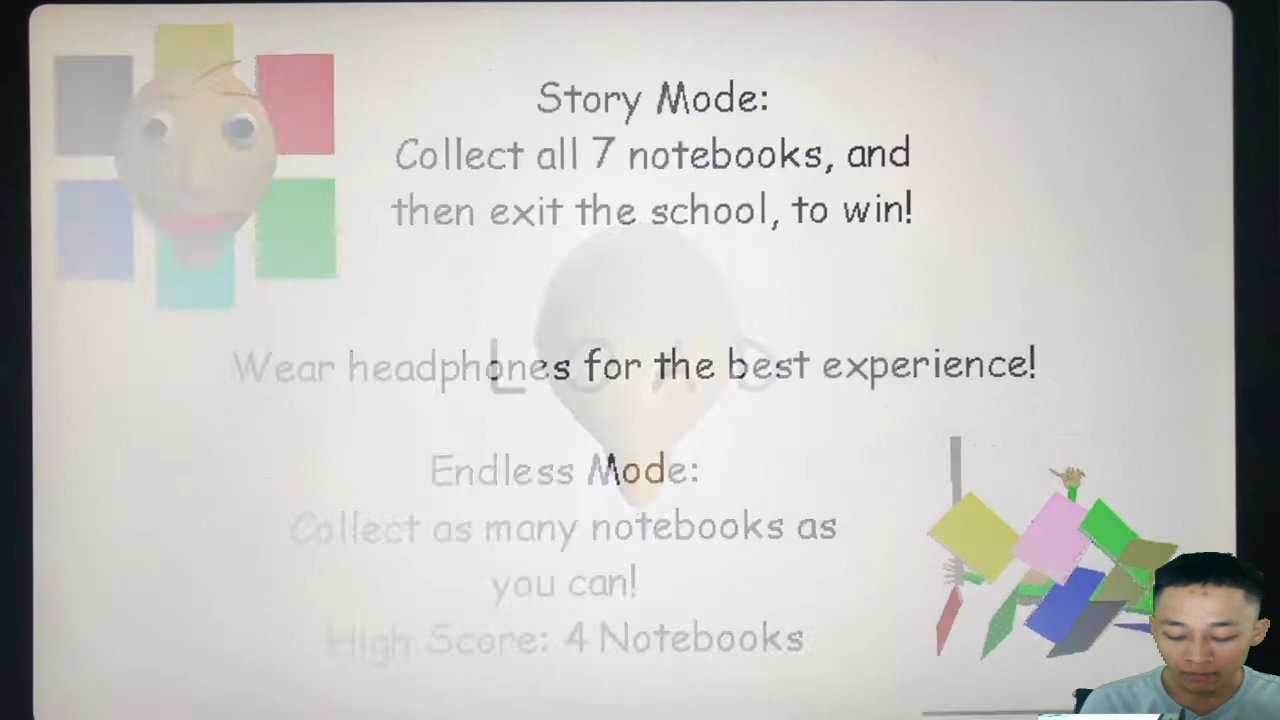 Story Mode:
Collect all 7 notebooks, and
then exit the school, to win!
Wear headphones for the best experience!
LOAD
Endless Mode:
Collect as many notebooks as
you can!
High Score: 4 Notebooks